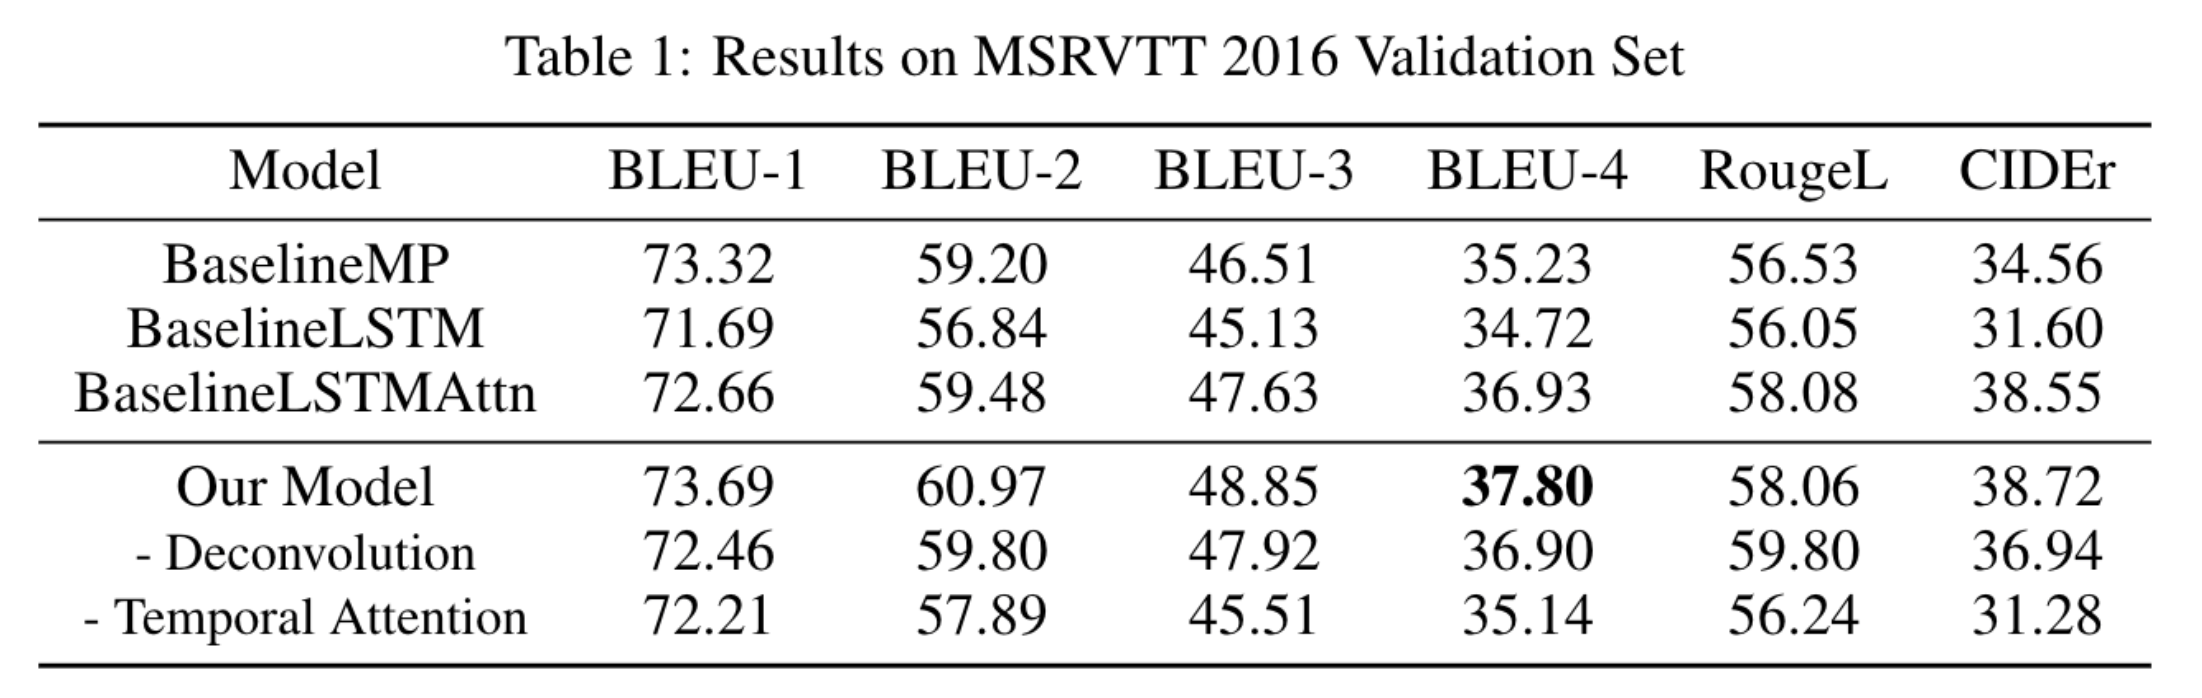 Table 1: Results on MSRVTT 2016 Validation Set
Model BLEU-1 BLEU-2 BLEU-3 BLEU-4 RougeL CIDEr
BaselineMP 73.32 59.20 46.51 35.23 56.53 34.56
BaselineLSTM 71.69 56.84 45.13 34.72 56.05 31.60
BaselineLSTMAttn 72.66 59.48 47.63 36.93 58.08 38.55
Our Model 73.69 60.97 48.85 37.80 58.06 38.72
- Deconvolution 72.46 59.80 47.92 36.90 59.80 36.94
- Temporal Attention 72.21 57.89 45.51 35.14 56.24 31.28